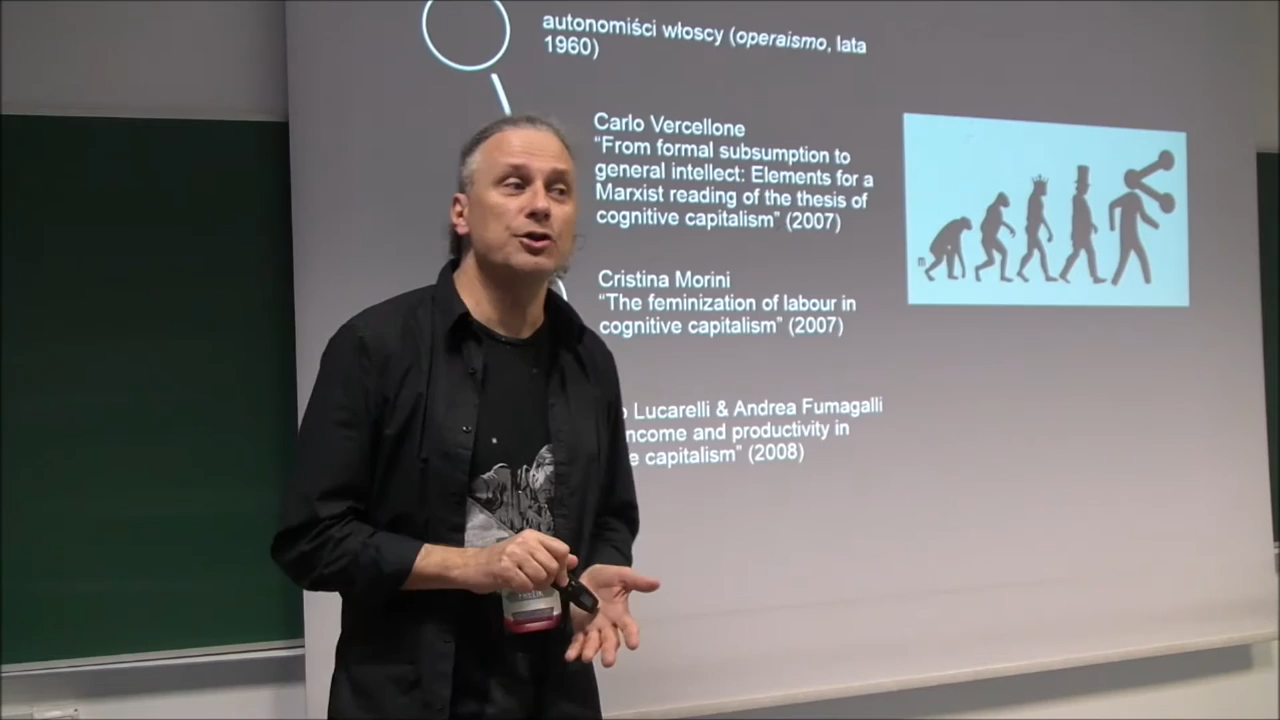 autonomiści włoscy (operaismo, lata
1960)
Carlo Vercellone
“From formal subsumption to
general intellect: Elements for a
Marxist reading of the thesis of
cognitive capitalism” (2007)
Cristina Morini
“The feminization of labour in
cognitive capitalism” (2007)
o Lucarelli & Andrea Fumagalli
ncome and productivity in
e capitalism” (2008)